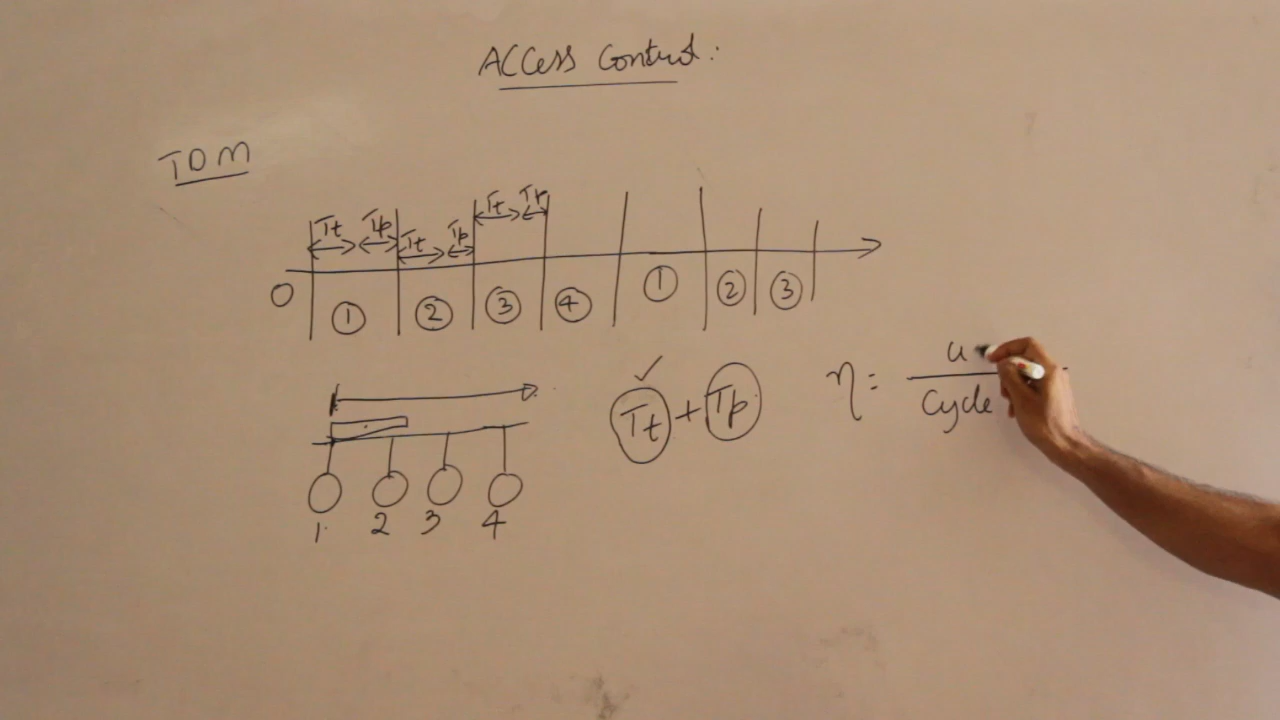 Access Control:
TDM
Tt Tp Tt Tp Tt Tp
0 ① ② ③ ④ ① ② ③
Tt + Tp
η = u
Cycle
1 2 3 4